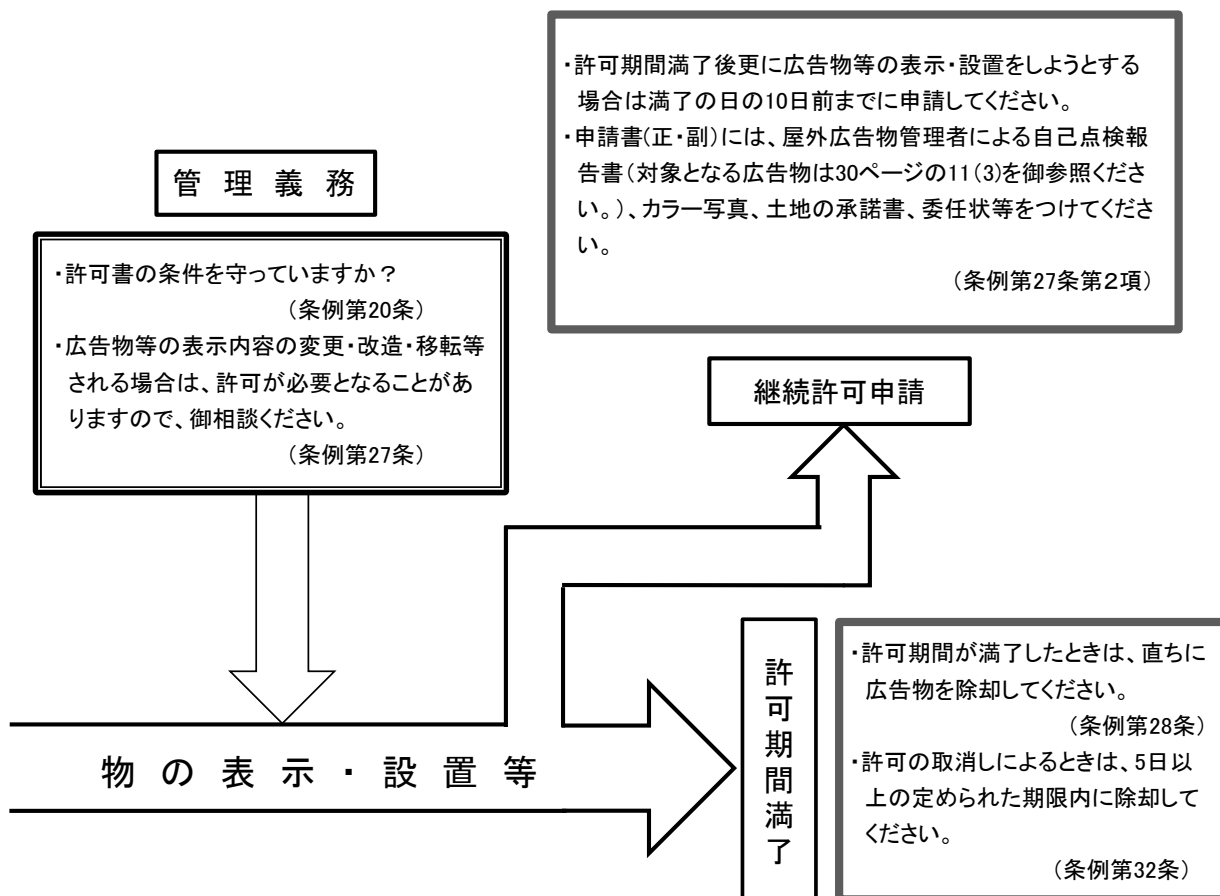 ・許可期間満了後更に広告物等の表示・設置をしようとする
場合は満了の日の10日前までに申請してください。
・申請書(正・副)には、屋外広告物管理者による自己点検報
告書(対象となる広告物は30ページの11(3)を御参照くださ
い。)、カラー写真、土地の承諾書、委任状等をつけてくださ
い。
(条例第27条第2項)
管理義務
・許可書の条件を守っていますか？
(条例第20条)
・広告物等の表示内容の変更・改造・移転等
される場合は、許可が必要となることがあ
りますので、御相談ください。
(条例第27条)
継続許可申請
物の表示・設置等
許可期間満了
・許可期間が満了したときは、直ちに
広告物を除却してください。
(条例第28条)
・許可の取消しによるときは、5日以
上の定められた期限内に除却して
ください。
(条例第32条)